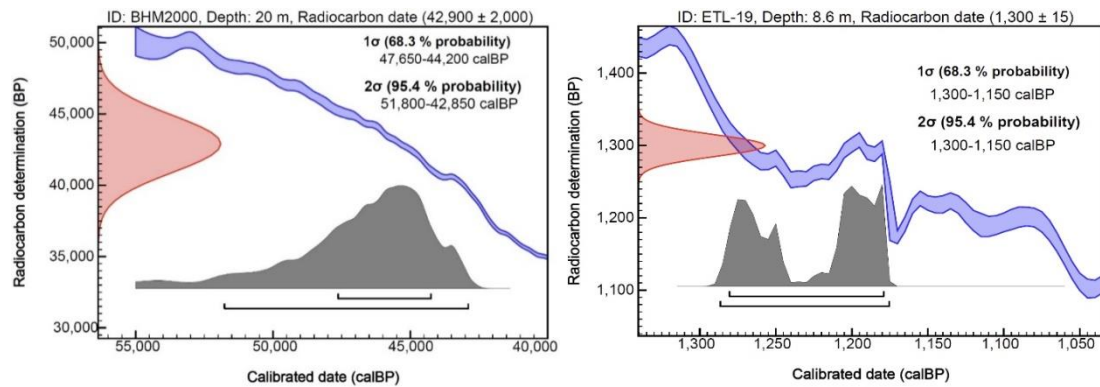 ID: BHM2000, Depth: 20 m, Radiocarbon date (42,900 ± 2,000)
Radiocarbon determination (BP)
50,000
45,000
40,000
35,000
30,000
1σ (68.3 % probability)
47,650-44,200 calBP
2σ (95.4 % probability)
51,800-42,850 calBP
55,000 50,000 45,000 40,000
Calibrated date (calBP)
ID: ETL-19, Depth: 8.6 m, Radiocarbon date (1,300 ± 15)
Radiocarbon determination (BP)
1,400
1,300
1,200
1,100
1σ (68.3 % probability)
1,300-1,150 calBP
2σ (95.4 % probability)
1,300-1,150 calBP
1,300 1,250 1,200 1,150 1,100 1,050
Calibrated date (calBP)